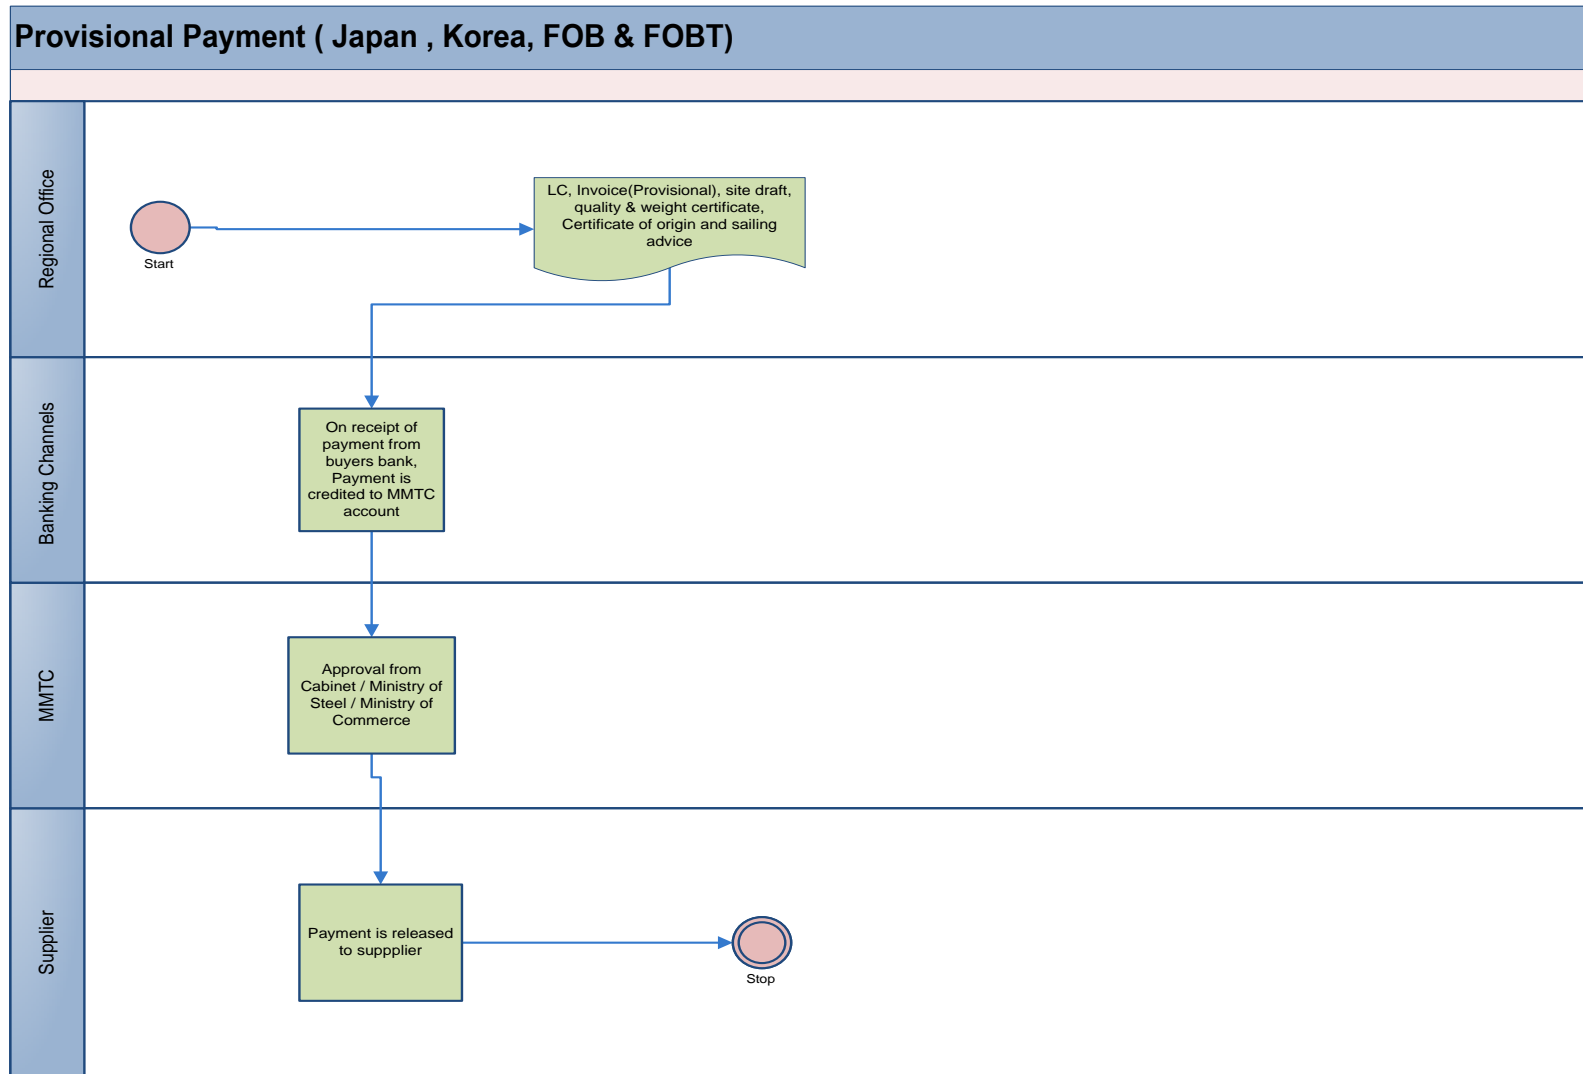 Provisional Payment ( Japan , Korea, FOB & FOBT)
Regional Office
Start
LC, Invoice(Provisional), site draft,
quality & weight certificate,
Certificate of origin and sailing
advice
Banking Channels
On receipt of
payment from
buyers bank,
Payment is
credited to MMTC
account
MMTC
Approval from
Cabinet / Ministry of
Steel / Ministry of
Commerce
Supplier
Payment is released
to suppplier
Stop